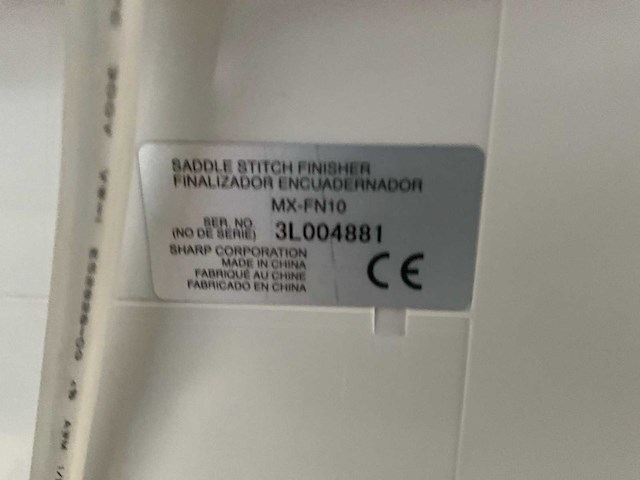 SADDLE STITCH FINISHER
FINALIZADOR ENCUADERNADOR
MX-FN10
SER. NO.
(NO DE SERIE) 3L004881
SHARP CORPORATION
MADE IN CHINA
FABRIQUÉ AU CHINE
FABRICADO EN CHINA
CE